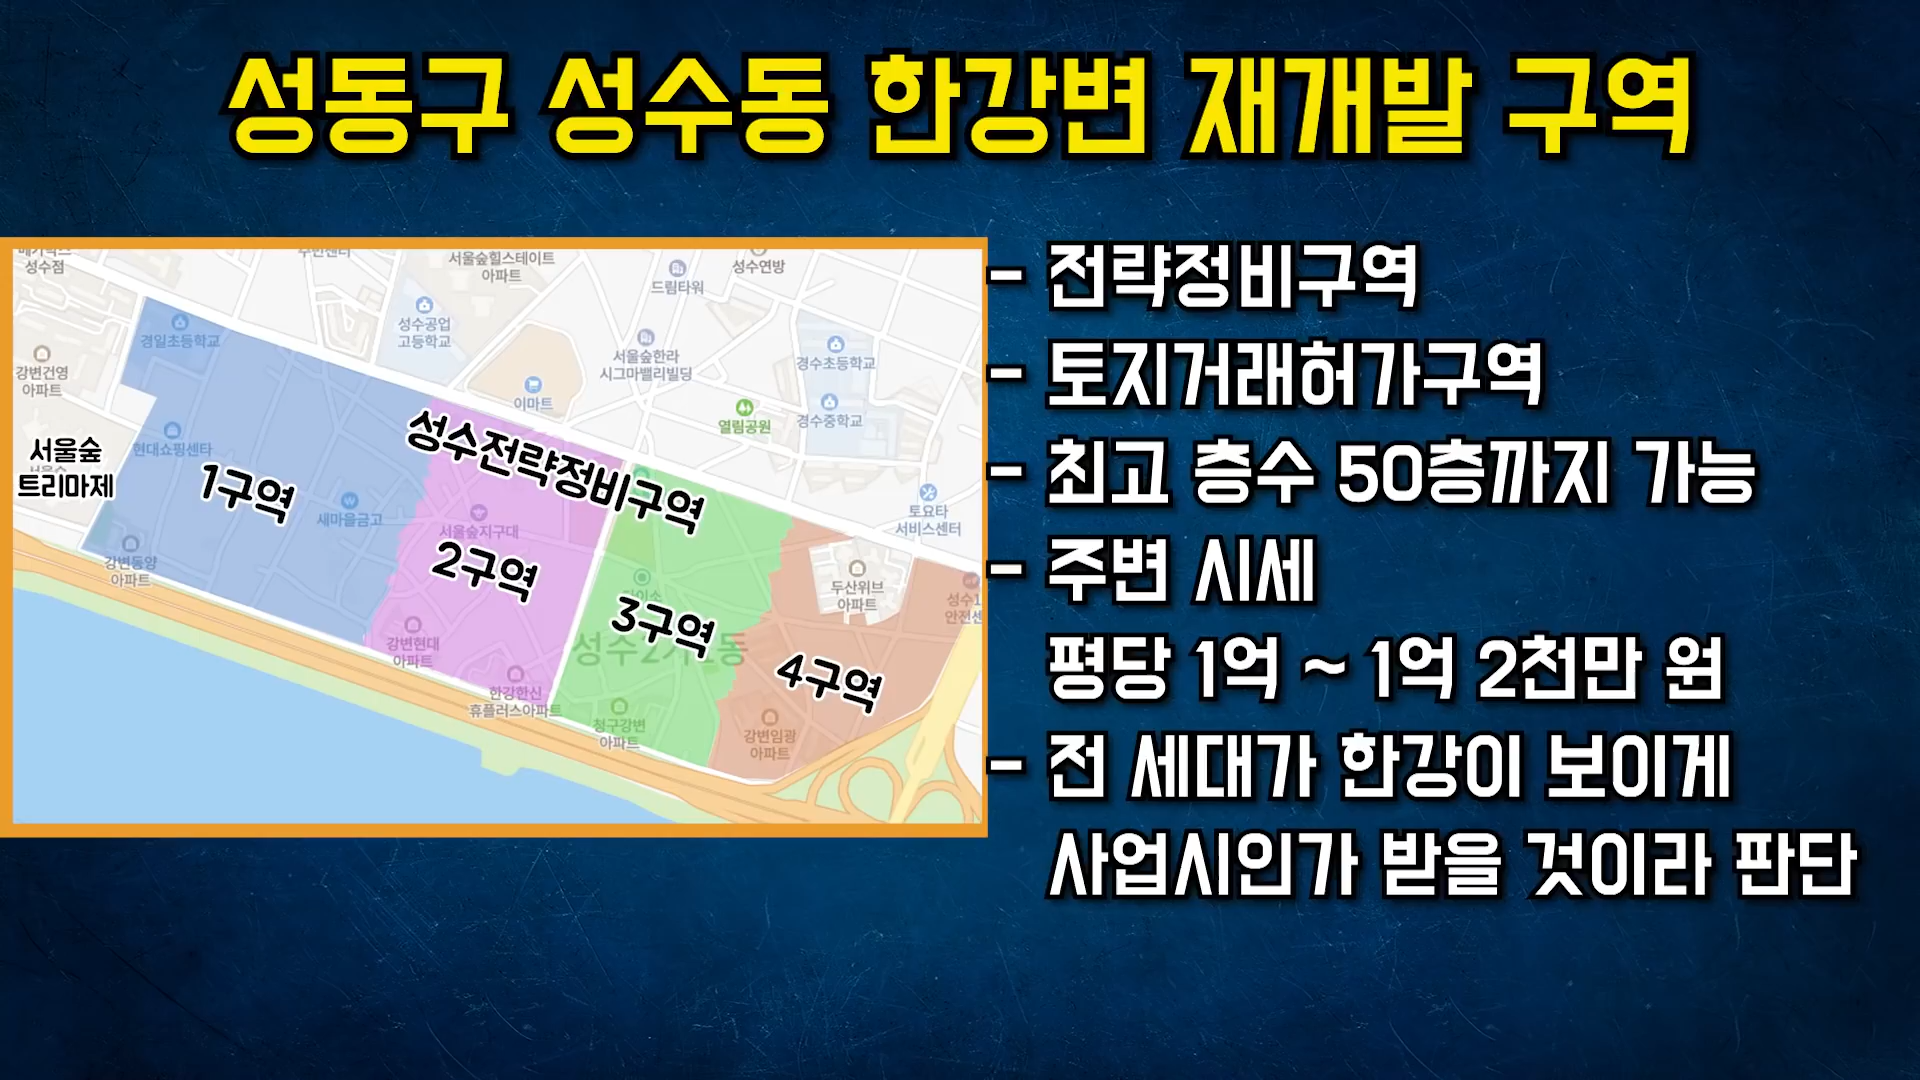 성동구 성수동 한강변 재개발 구역
성수점
주민센터
서울숲힐스테이트
아파트
드림타워
성수연방
경일초등학교
성수공업
고등학교
서울숲한라
시그마밸리빌딩
경수초등학교
강변건영
아파트
이마트
열림공원
경수중학교
현대쇼핑센타
서울숲
트리마제
성수전략정비구역
1구역
새마을금고
서울숲지구대
토요타
서비스센터
강변동양
아파트
2구역
다이소
두산위브
아파트
3구역
성수2가1동
강변현대
아파트
4구역
한강한신
휴플러스아파트
청구강변
아파트
강변임광
아파트
- 전략정비구역
- 토지거래허가구역
- 최고 층수 50층까지 가능
- 주변 시세
평당 1억 ~ 1억 2천만 원
- 전 세대가 한강이 보이게
사업시인가 받을 것이라 판단